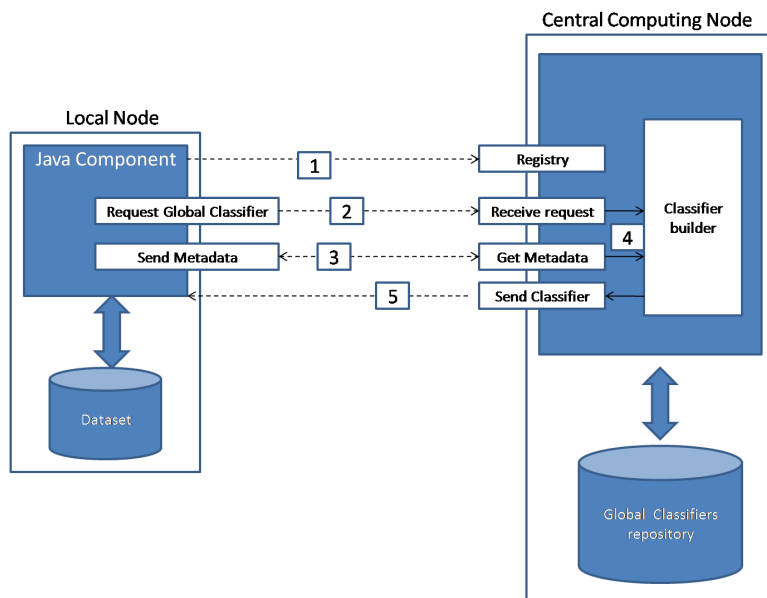 Central Computing Node
Local Node
Java Component
1
Registry
Request Global Classifier
2
Receive request
Classifier
builder
4
Send Metadata
3
Get Metadata
5
Send Classifier
Dataset
Global Classifiers
repository